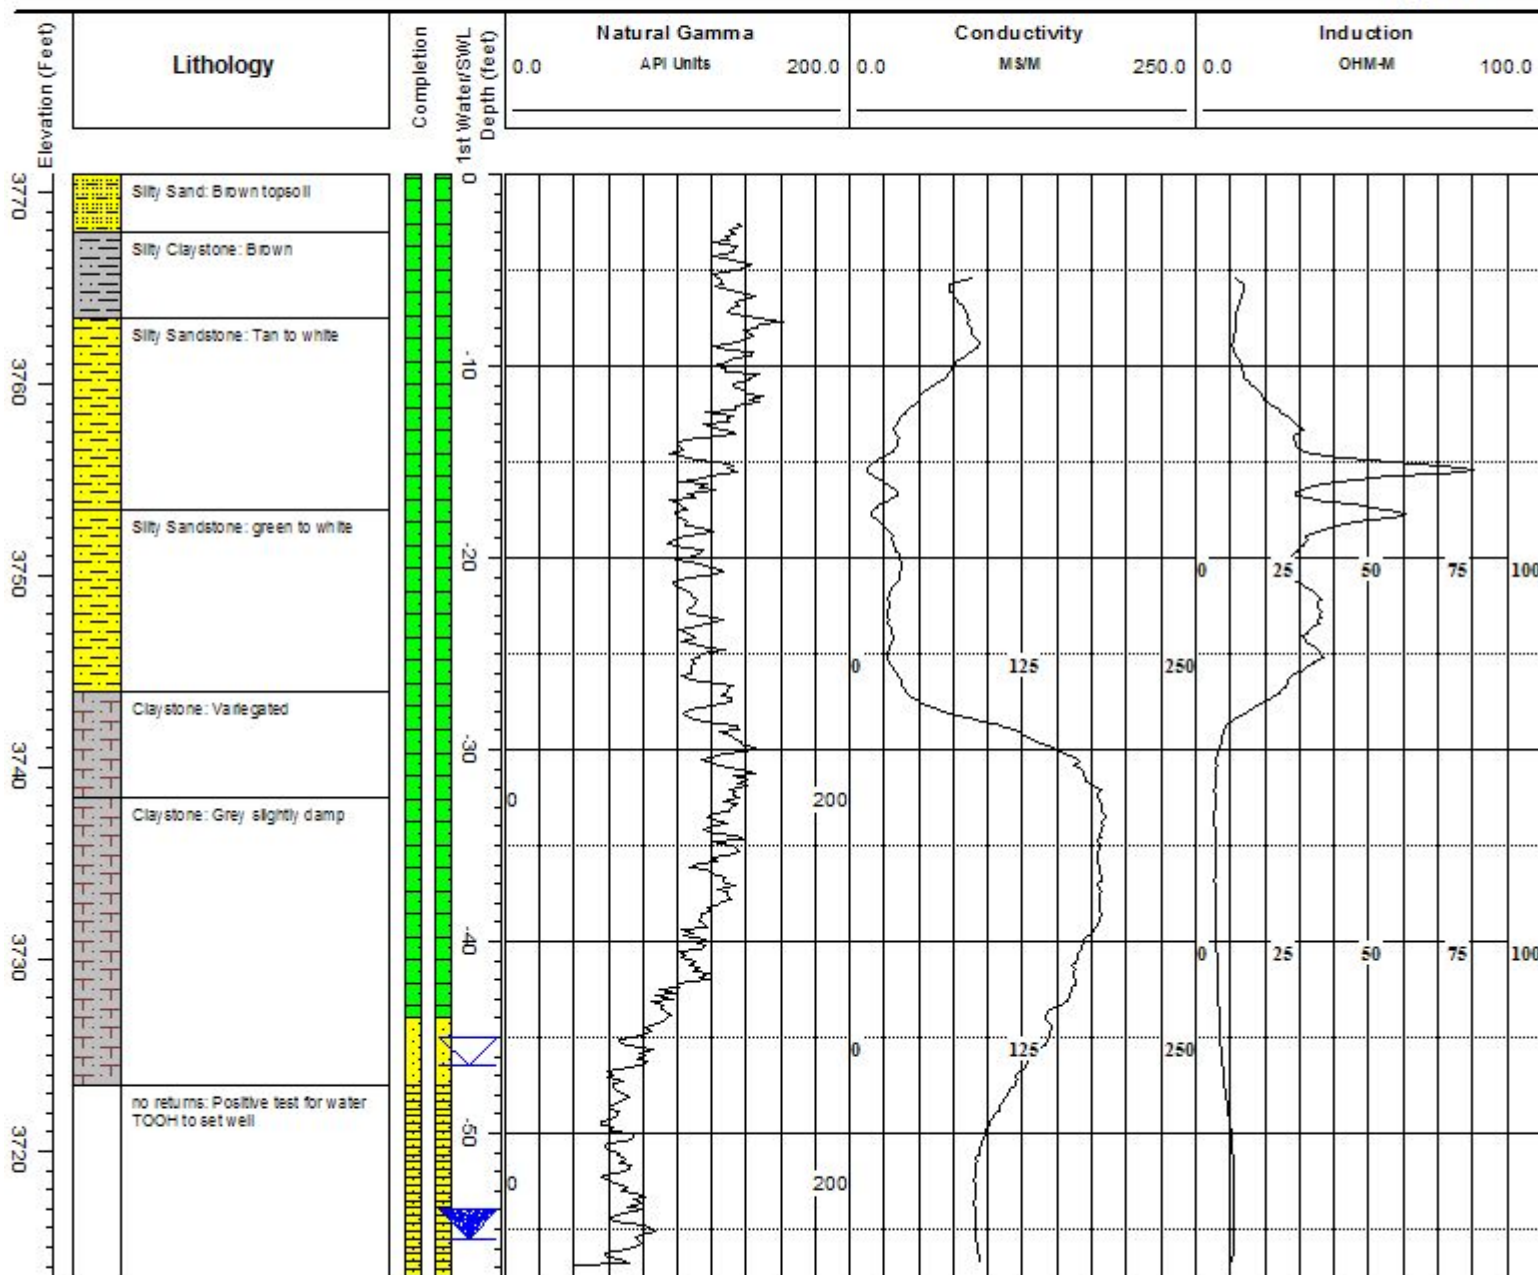 Elevation (Feet)
Lithology
Completion
1st Water/SWL
Depth (feet)
Natural Gamma
0.0 API Units 200.0
Conductivity
0.0 MS/M 250.0
Induction
0.0 OHM-M 100.0
3770
3760
3750
3740
3730
3720
Silty Sand: Brown topsoil
Silty Claystone: Brown
Silty Sandstone: Tan to white
Silty Sandstone: green to white
Claystone: Variegated
Claystone: Grey slightly damp
no returns: Positive test for water
TOOH to set well
0
-10
-20
-30
-40
-50
0 25 50 75 100
0 125 250
0 200
0 25 50 75 100
0 125 250
0 200